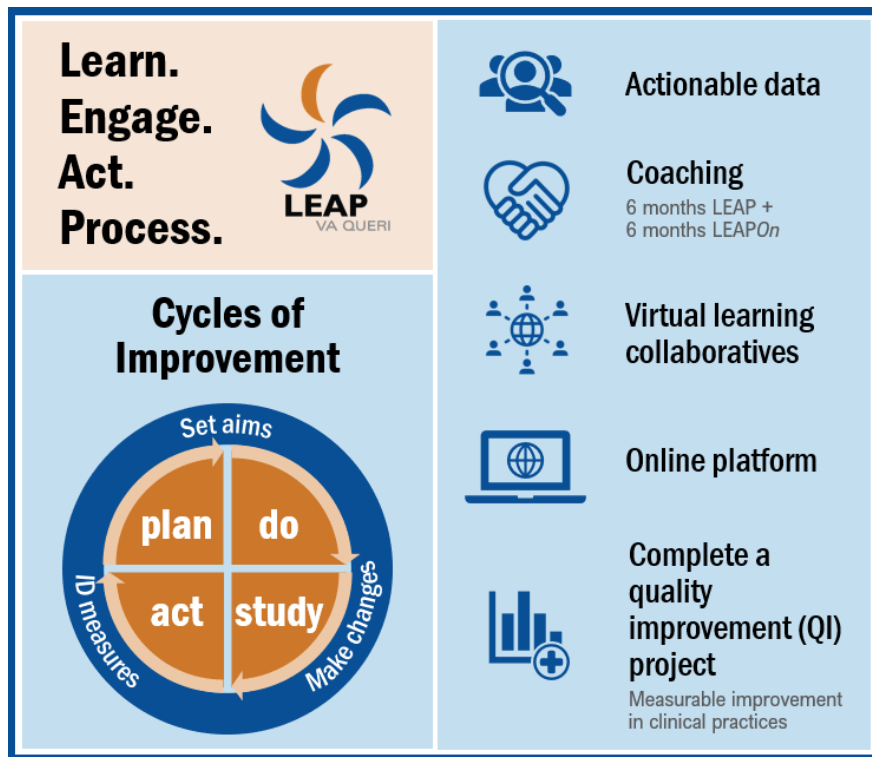 Learn.
Engage.
Act.
Process.
LEAP
VA QUERI
Cycles of
Improvement
Set aims
plan
do
act
study
ID measures
Make changes
Actionable data
Coaching
6 months LEAP +
6 months LEAPOn
Virtual learning
collaboratives
Online platform
Complete a
quality
improvement (QI)
project
Measurable improvement
in clinical practices